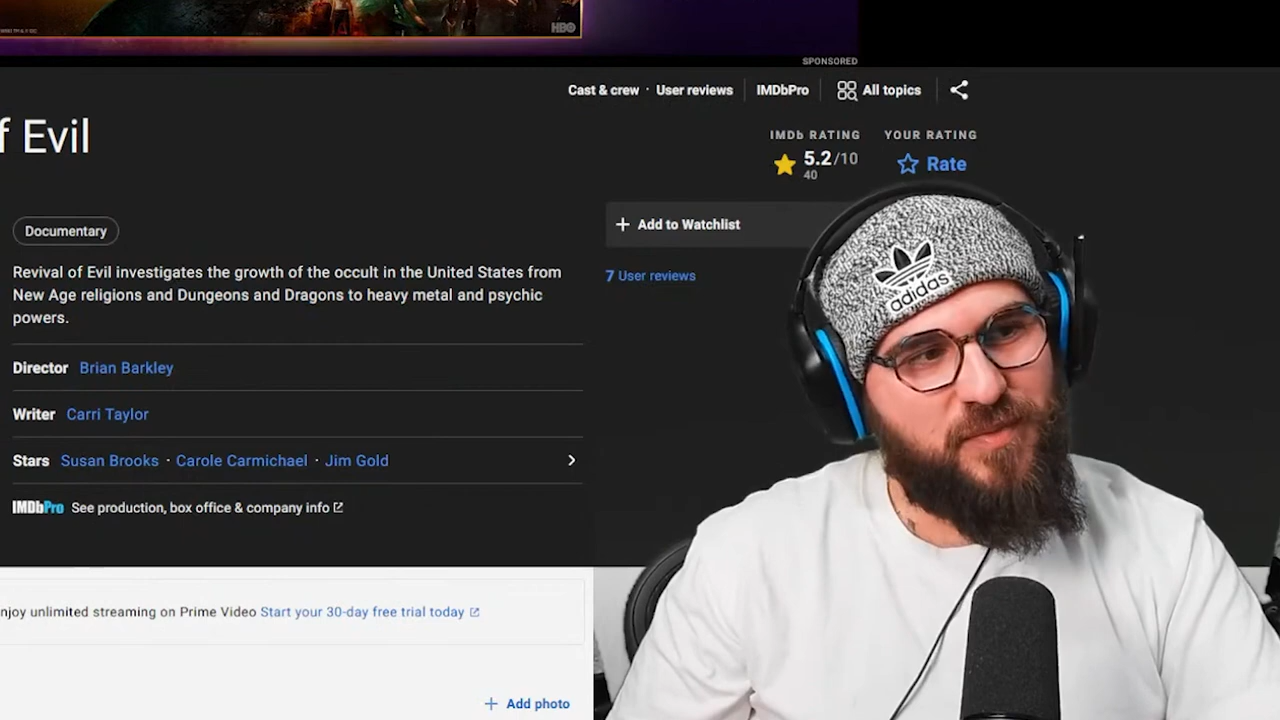 HBO
SPONSORED
Cast & crew · User reviews
IMDbPro
All topics
f Evil
IMDb RATING
YOUR RATING
5.2/10
40
Rate
Documentary
+ Add to Watchlist
7 User reviews
Revival of Evil investigates the growth of the occult in the United States from
New Age religions and Dungeons and Dragons to heavy metal and psychic
powers.
Director Brian Barkley
Writer Carri Taylor
Stars Susan Brooks · Carole Carmichael · Jim Gold
IMDbPro See production, box office & company info
njoy unlimited streaming on Prime Video Start your 30-day free trial today
+ Add photo
adidas